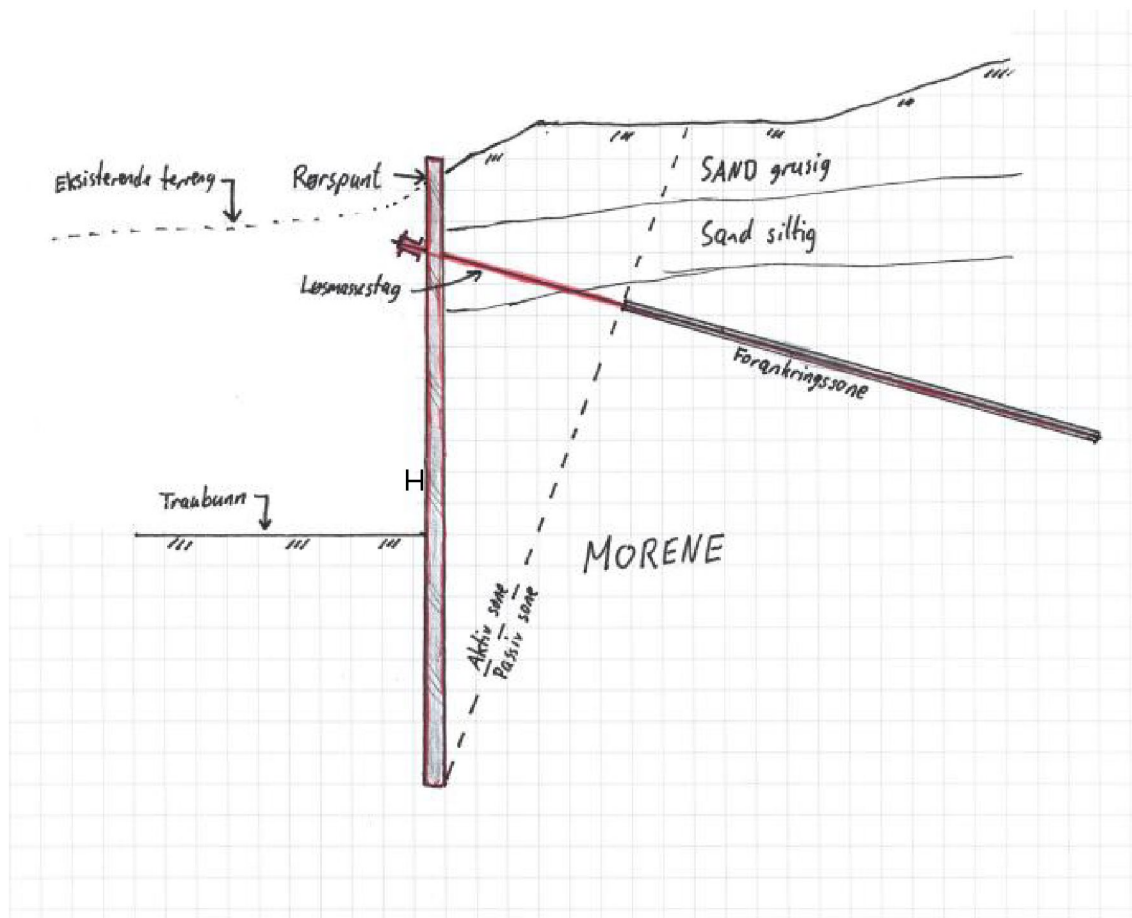 SAND grusig
Eksisterende terreng
Rørspunt
Sand siltig
Løsmassestag
Forankringssone
H
Traubunn
MORENE
Aktiv sone
Passiv sone